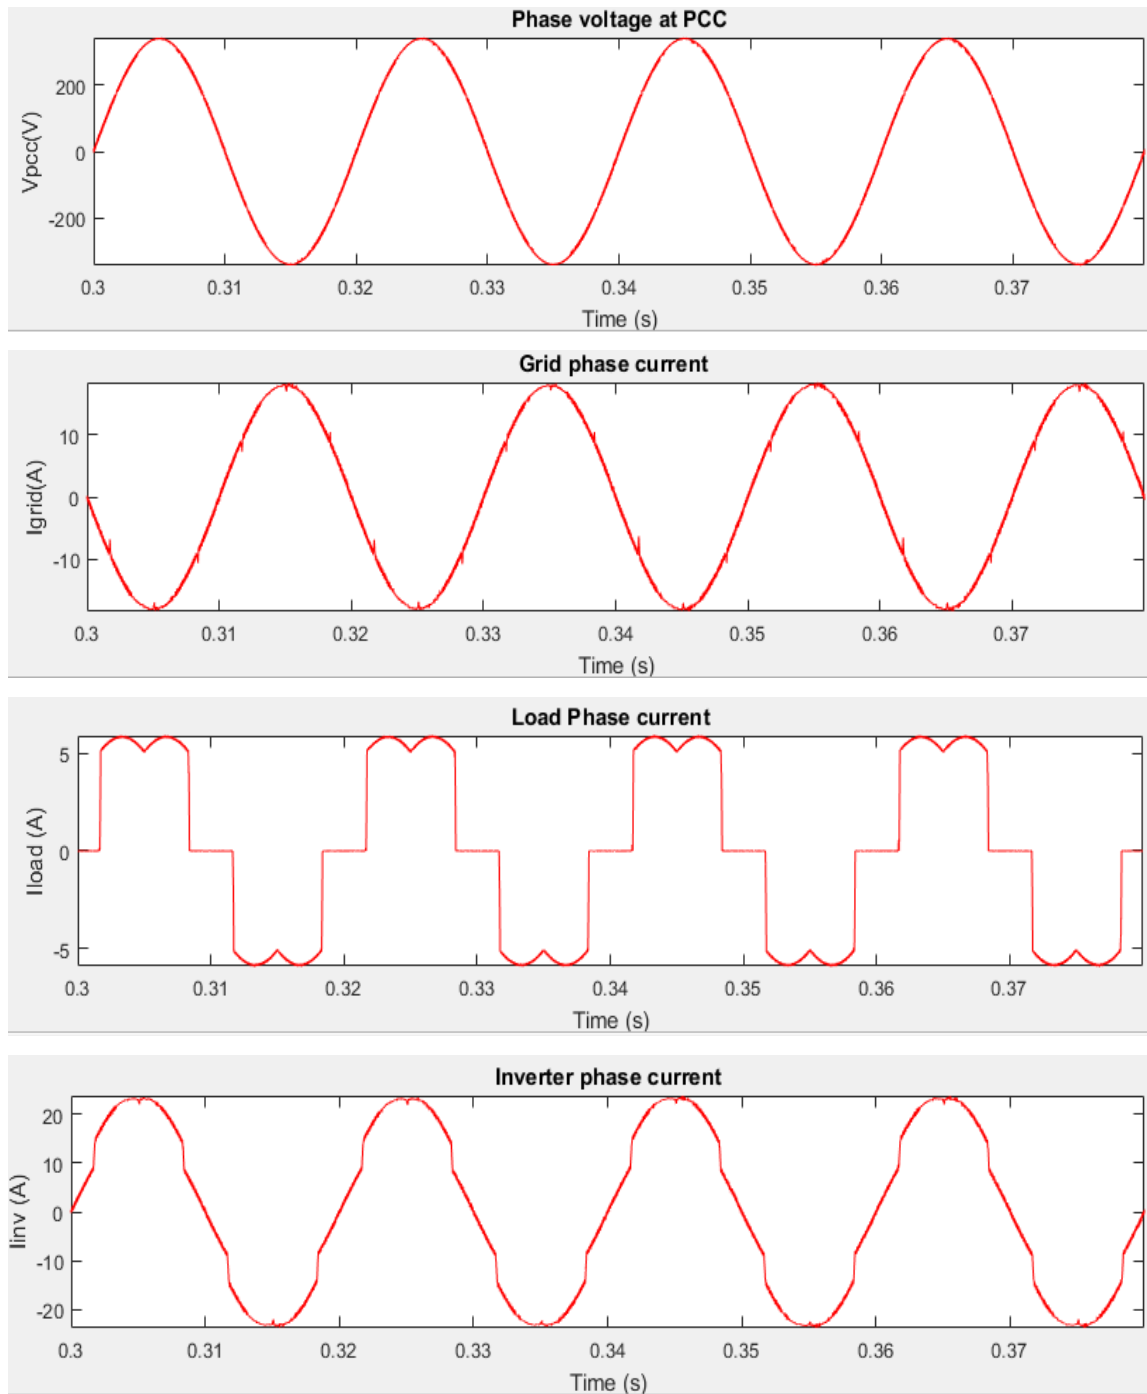 Phase voltage at PCC
Vpcc(V)
200
0
-200
0.3 0.31 0.32 0.33 0.34 0.35 0.36 0.37
Time (s)
Grid phase current
Igrid(A)
10
0
-10
0.3 0.31 0.32 0.33 0.34 0.35 0.36 0.37
Time (s)
Load Phase current
Iload (A)
5
0
-5
0.3 0.31 0.32 0.33 0.34 0.35 0.36 0.37
Time (s)
Inverter phase current
Iinv (A)
20
10
0
-10
-20
0.3 0.31 0.32 0.33 0.34 0.35 0.36 0.37
Time (s)